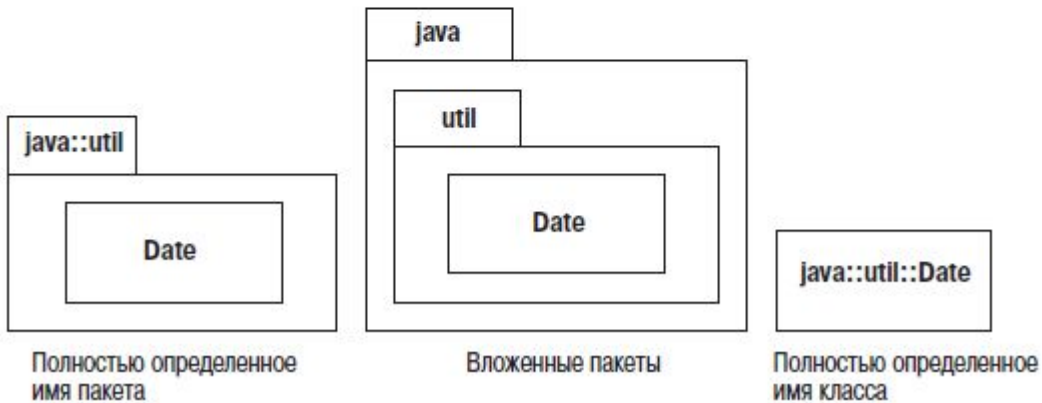 java::util
Date
Полностью определенное
имя пакета
java
util
Date
Вложенные пакеты
java::util::Date
Полностью определенное
имя класса